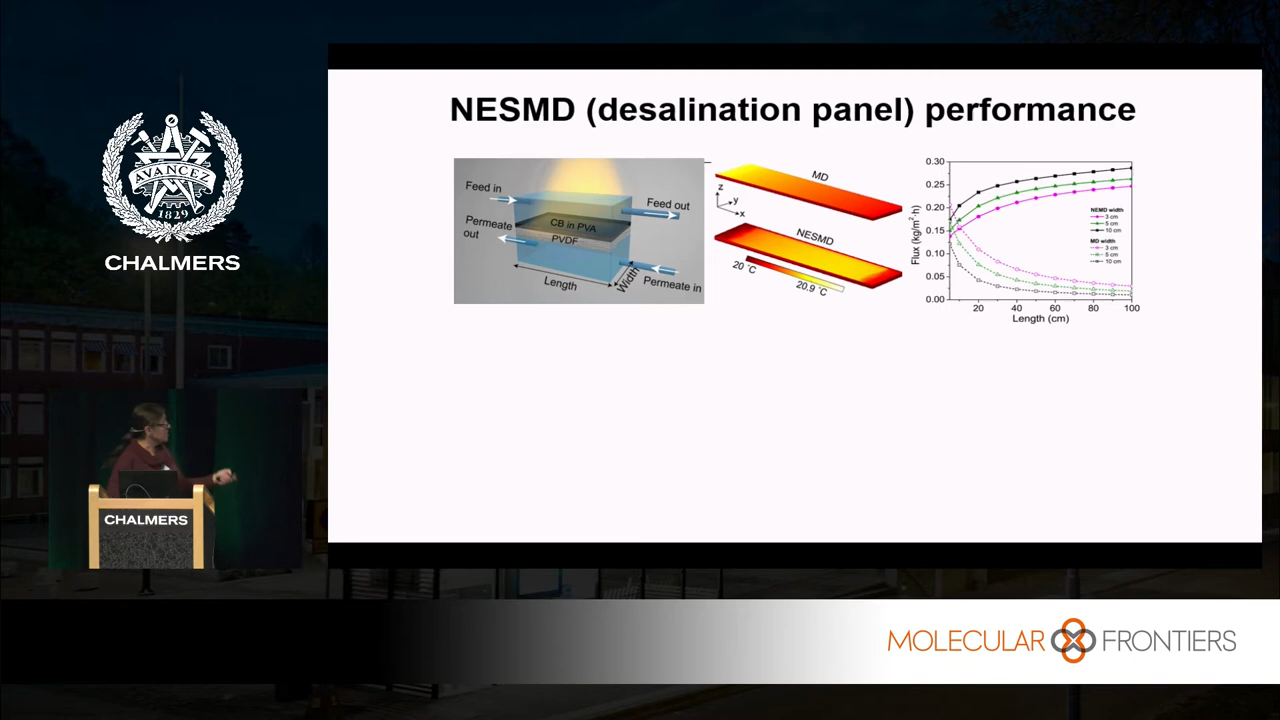 AVANCEZ
1829
CHALMERS
CHALMERS
NESMD (desalination panel) performance
Feed in
Feed out
Permeate
out
CB in PVA
PVDF
Length
Width
Permeate in
MD
z
y
x
NESMD
20 °C
20.9 °C
Flux (kg/m²·h)
0.30
0.25
0.20
0.15
0.10
0.05
0.00
NEMD width
3 cm
5 cm
10 cm
MD width
3 cm
5 cm
10 cm
20 40 60 80 100
Length (cm)
MOLECULAR FRONTIERS